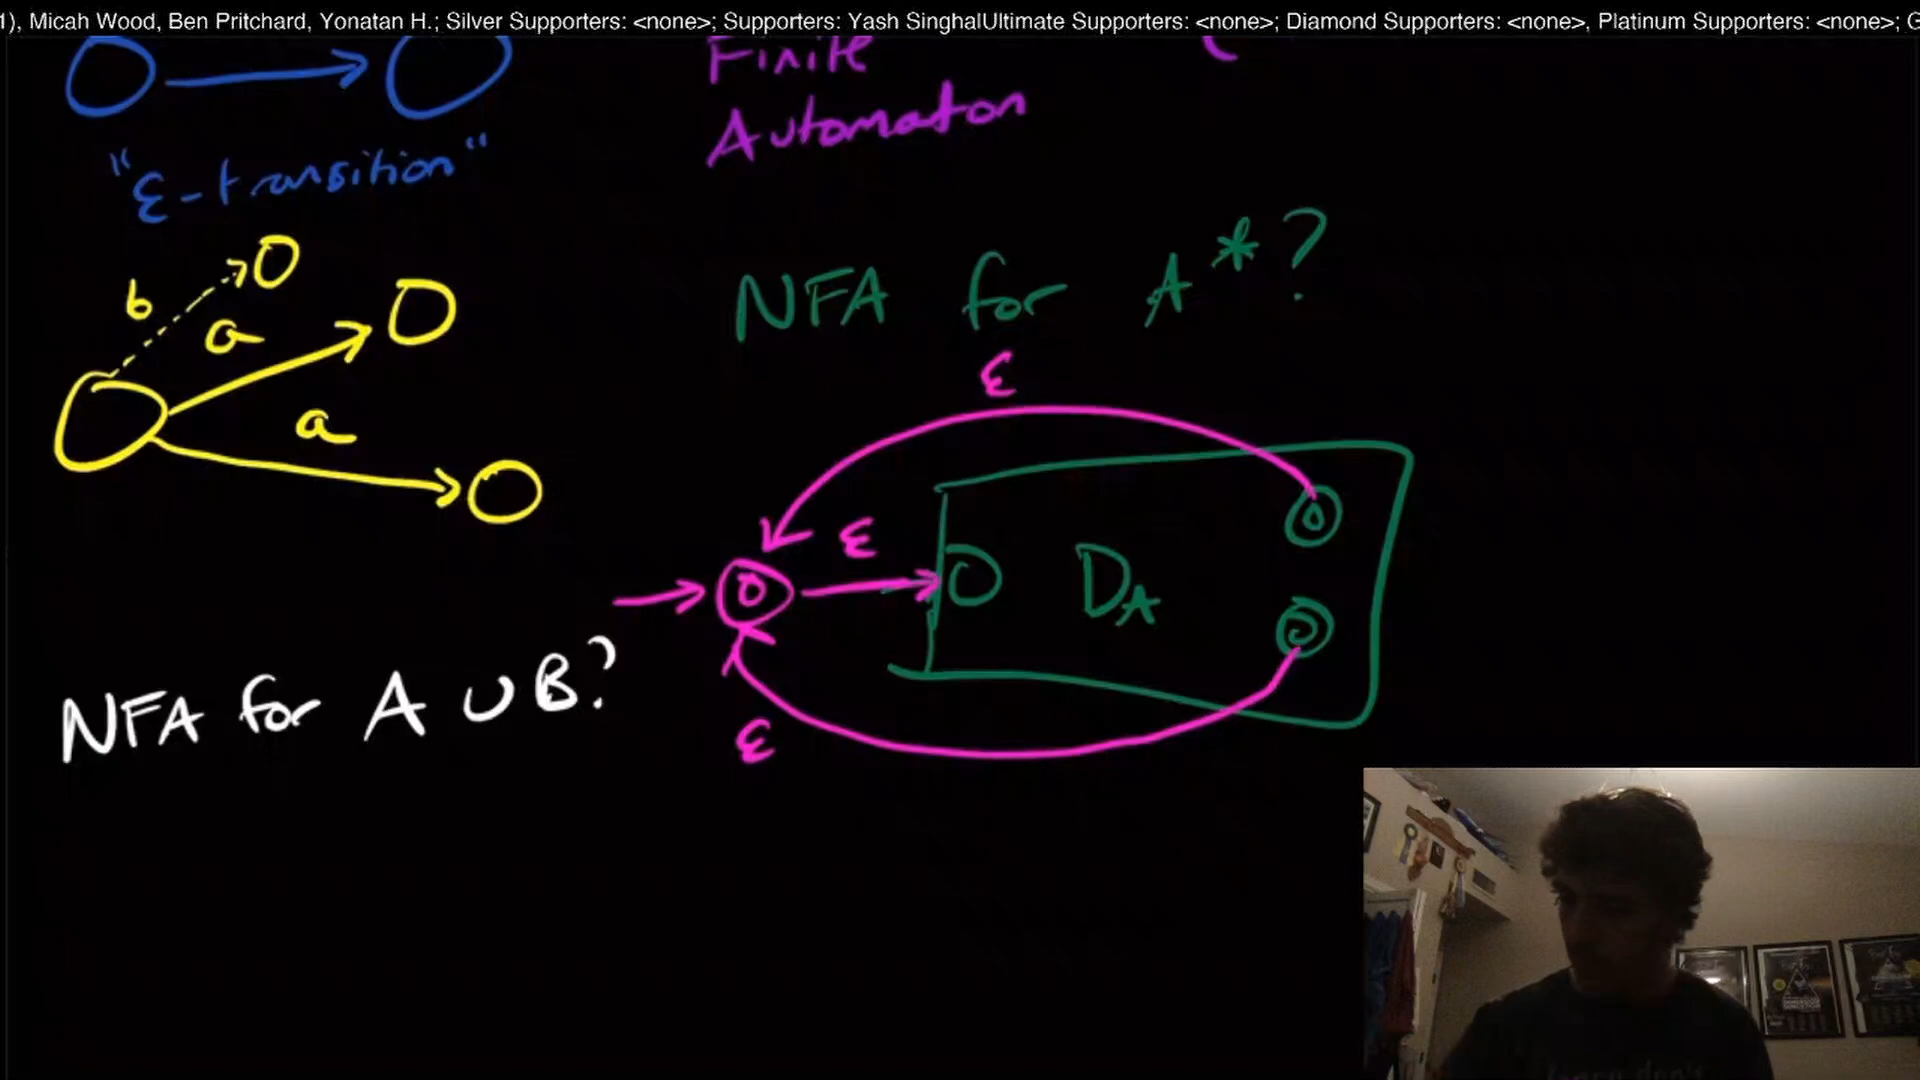 1), Micah Wood, Ben Pritchard, Yonatan H.; Silver Supporters: <none>; Supporters: Yash SinghalUltimate Supporters: <none>; Diamond Supporters: <none>, Platinum Supporters: <none>; G
Finite
Automaton
"ε-transition"
b
a
a
NFA for A*?
ε
ε
D_A
ε
NFA for A ∪ B?